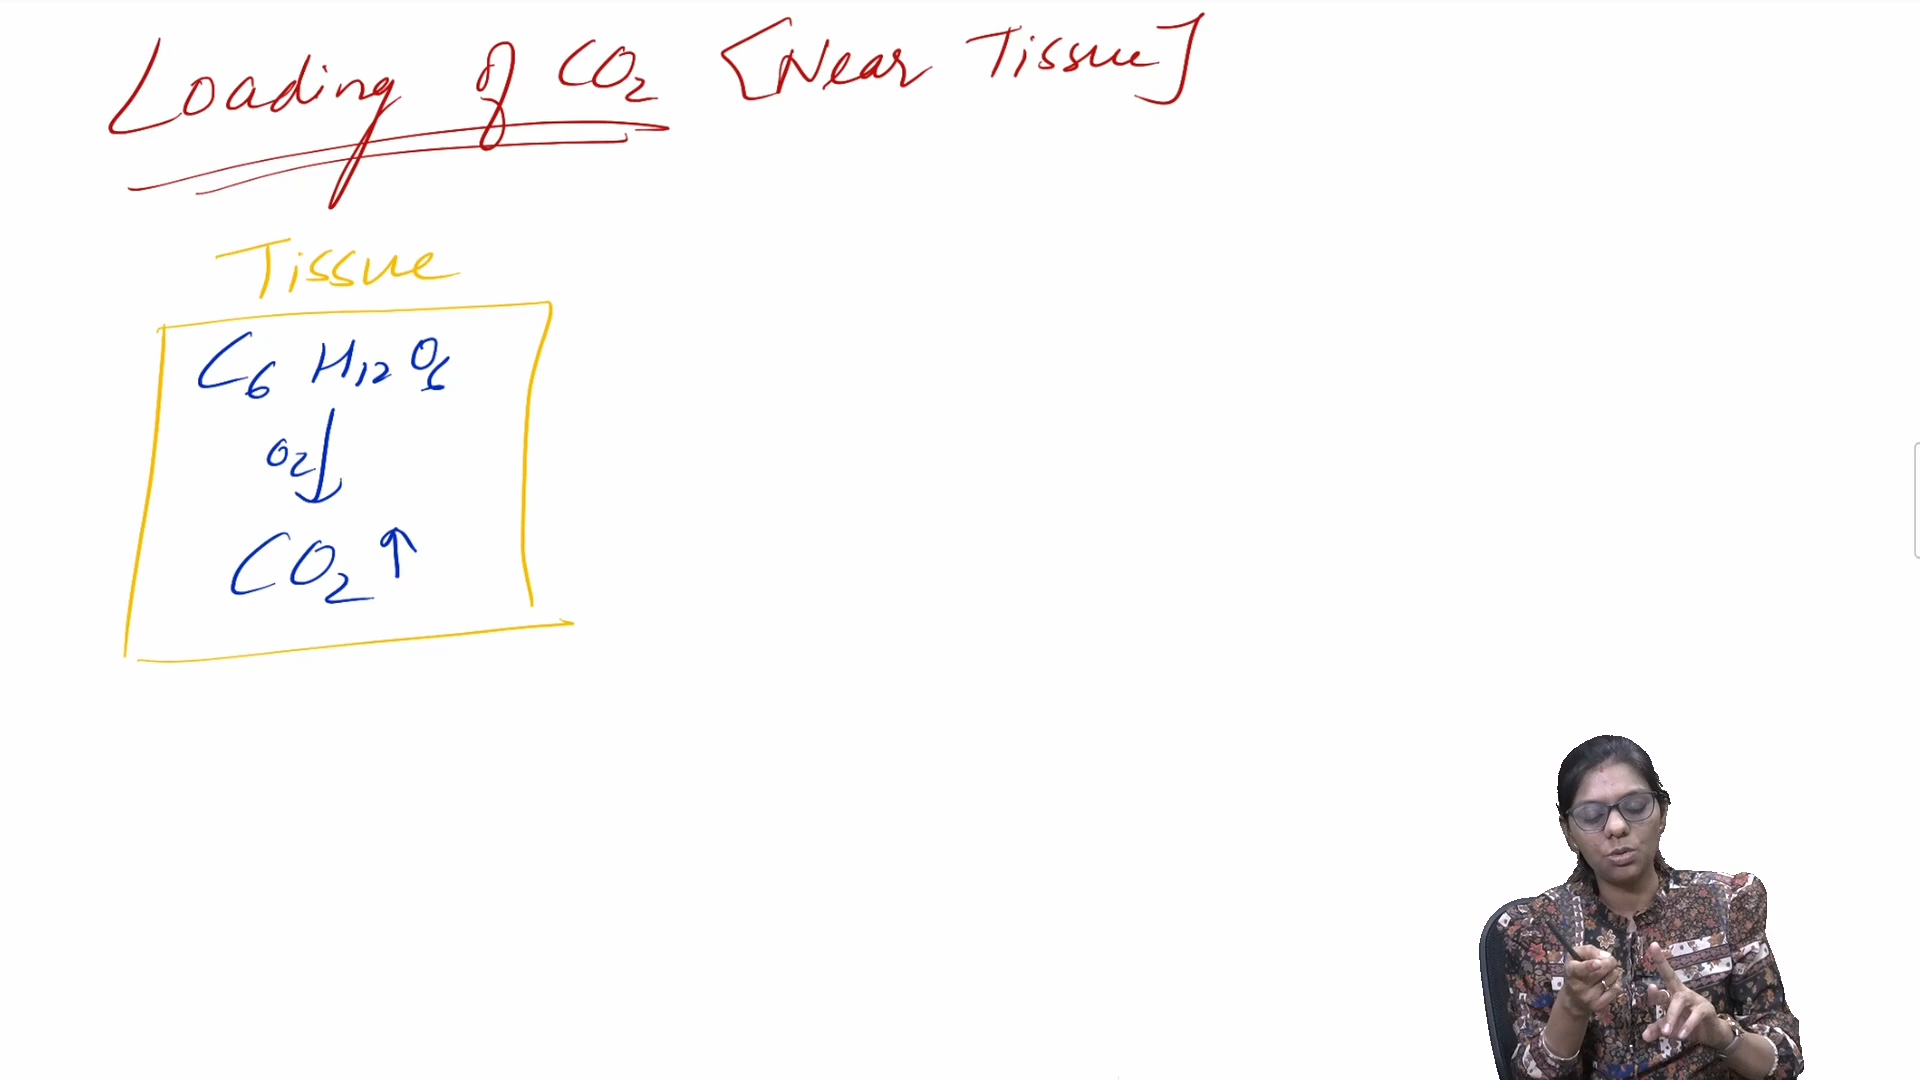 Loading of CO2 [Near Tissue]
Tissue
C6 H12 O6
O2
CO2 ↑